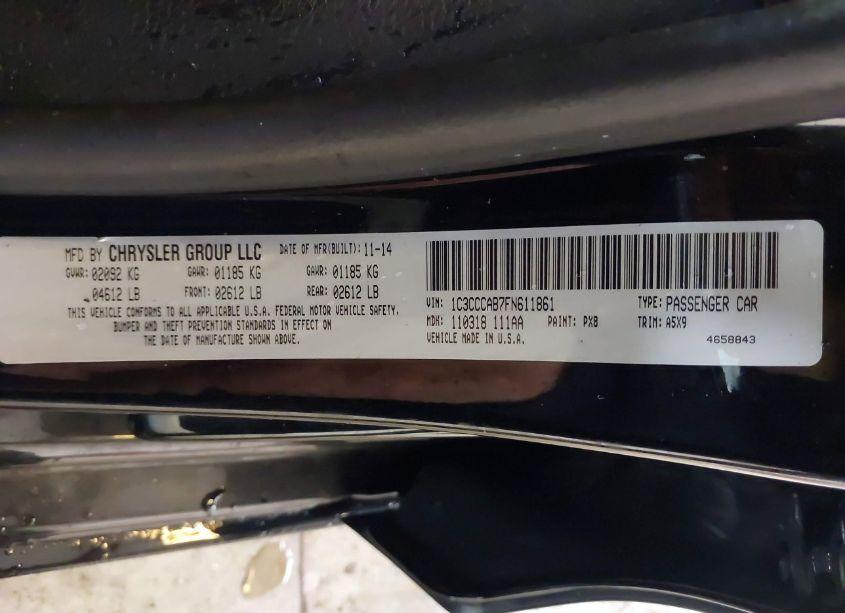 MFD BY CHRYSLER GROUP LLC DATE OF MFR(BUILT): 11-14
GVWR: 02092 KG GAWR: 01185 KG GAWR: 01185 KG
04612 LB FRONT: 02612 LB REAR: 02612 LB
THIS VEHICLE CONFORMS TO ALL APPLICABLE U.S.A. FEDERAL MOTOR VEHICLE SAFETY,
BUMPER AND THEFT PREVENTION STANDARDS IN EFFECT ON
THE DATE OF MANUFACTURE SHOWN ABOVE.
VIN: 1C3CCCAB7FN611861 TYPE: PASSENGER CAR
MDH: 110318 111AA PAINT: PX8 TRIM: A5X9
VEHICLE MADE IN U.S.A. 4658843